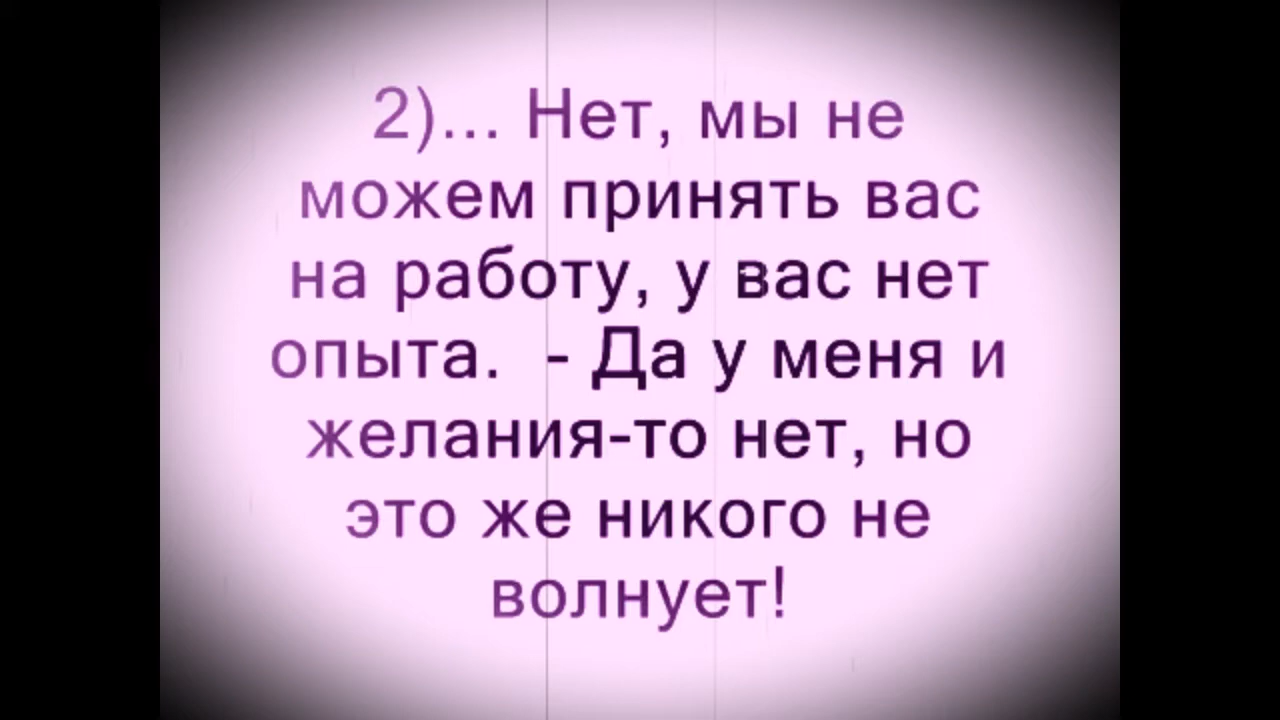 2)... Нет, мы не
можем принять вас
на работу, у вас нет
опыта.  - Да у меня и
желания-то нет, но
это же никого не
волнует!